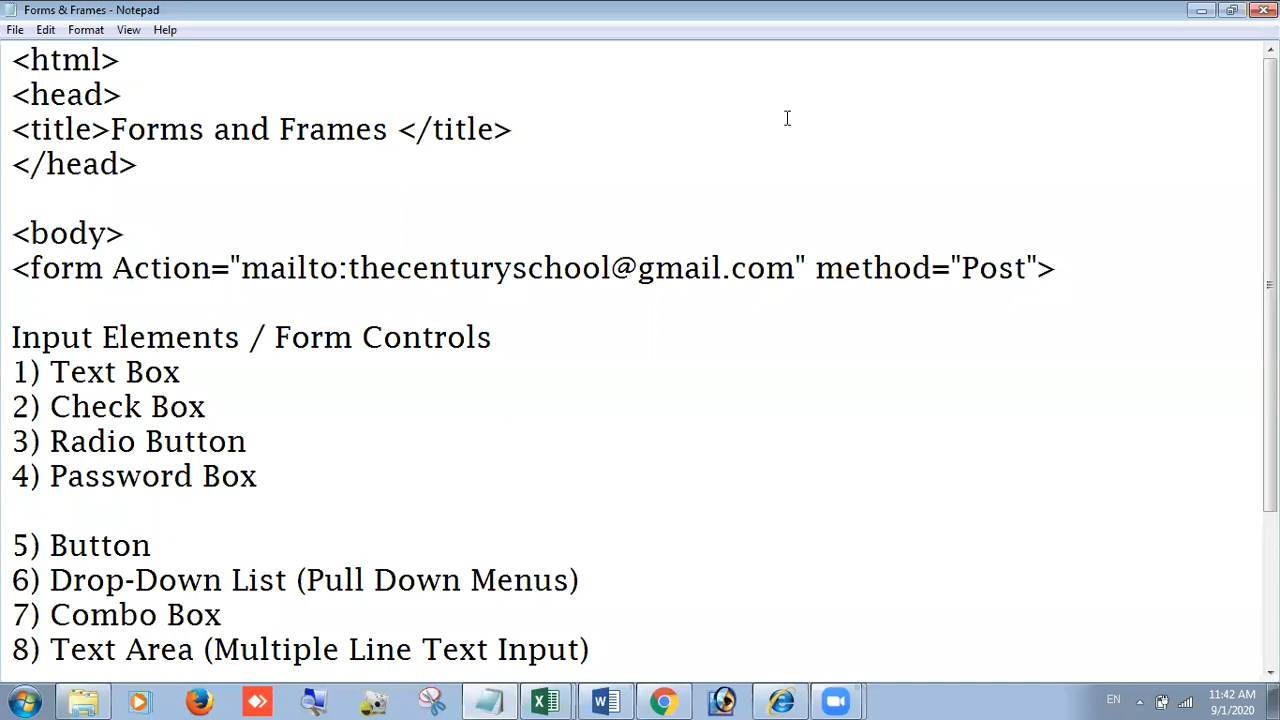 Forms & Frames - Notepad
File Edit Format View Help
<html>
<head>
<title>Forms and Frames </title>
</head>
<body>
<form Action="mailto:thecenturyschool@gmail.com" method="Post">
Input Elements / Form Controls
1) Text Box
2) Check Box
3) Radio Button
4) Password Box
5) Button
6) Drop-Down List (Pull Down Menus)
7) Combo Box
8) Text Area (Multiple Line Text Input)
EN
11:42 AM
9/1/2020